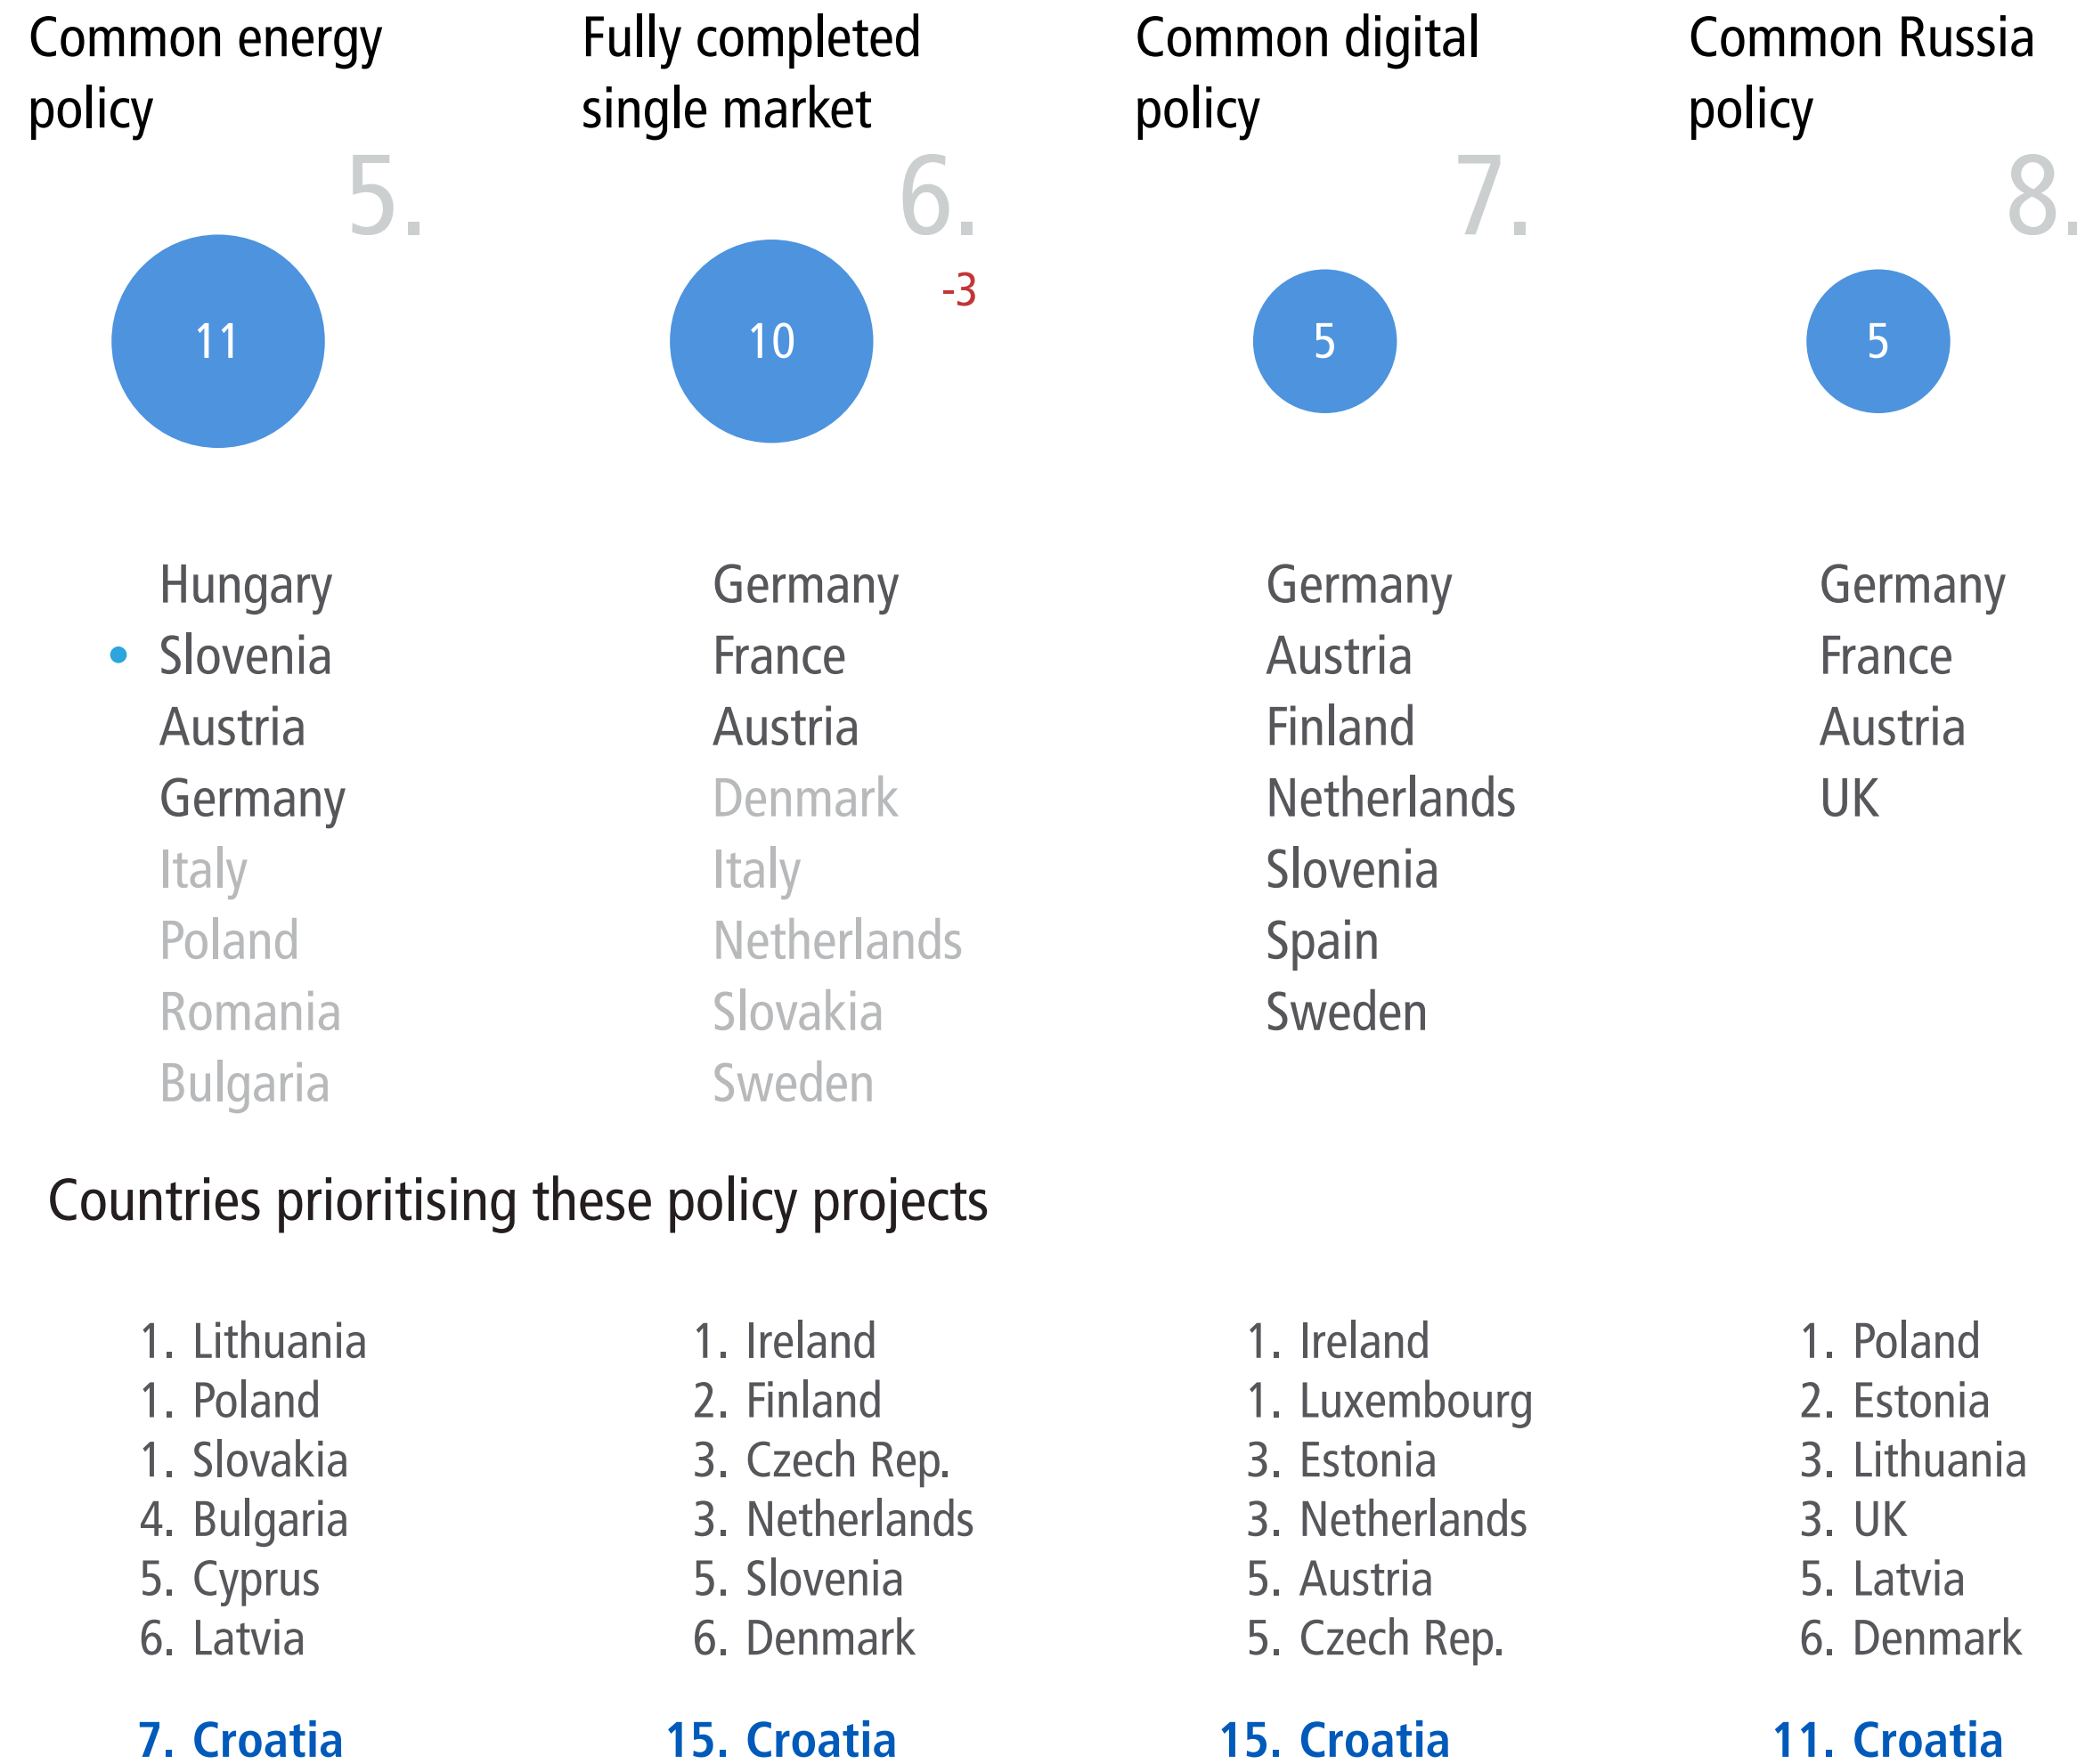 Common energy
policy
5.
11
Hungary
Slovenia
Austria
Germany
Italy
Poland
Romania
Bulgaria
Fully completed
single market
6.
-3
10
Germany
France
Austria
Denmark
Italy
Netherlands
Slovakia
Sweden
Common digital
policy
7.
5
Germany
Austria
Finland
Netherlands
Slovenia
Spain
Sweden
Common Russia
policy
8.
5
Germany
France
Austria
UK
Countries prioritising these policy projects
1. Lithuania
1. Poland
1. Slovakia
4. Bulgaria
5. Cyprus
6. Latvia
7. Croatia
1. Ireland
2. Finland
3. Czech Rep.
3. Netherlands
5. Slovenia
6. Denmark
15. Croatia
1. Ireland
1. Luxembourg
3. Estonia
3. Netherlands
5. Austria
5. Czech Rep.
15. Croatia
1. Poland
2. Estonia
3. Lithuania
3. UK
5. Latvia
6. Denmark
11. Croatia